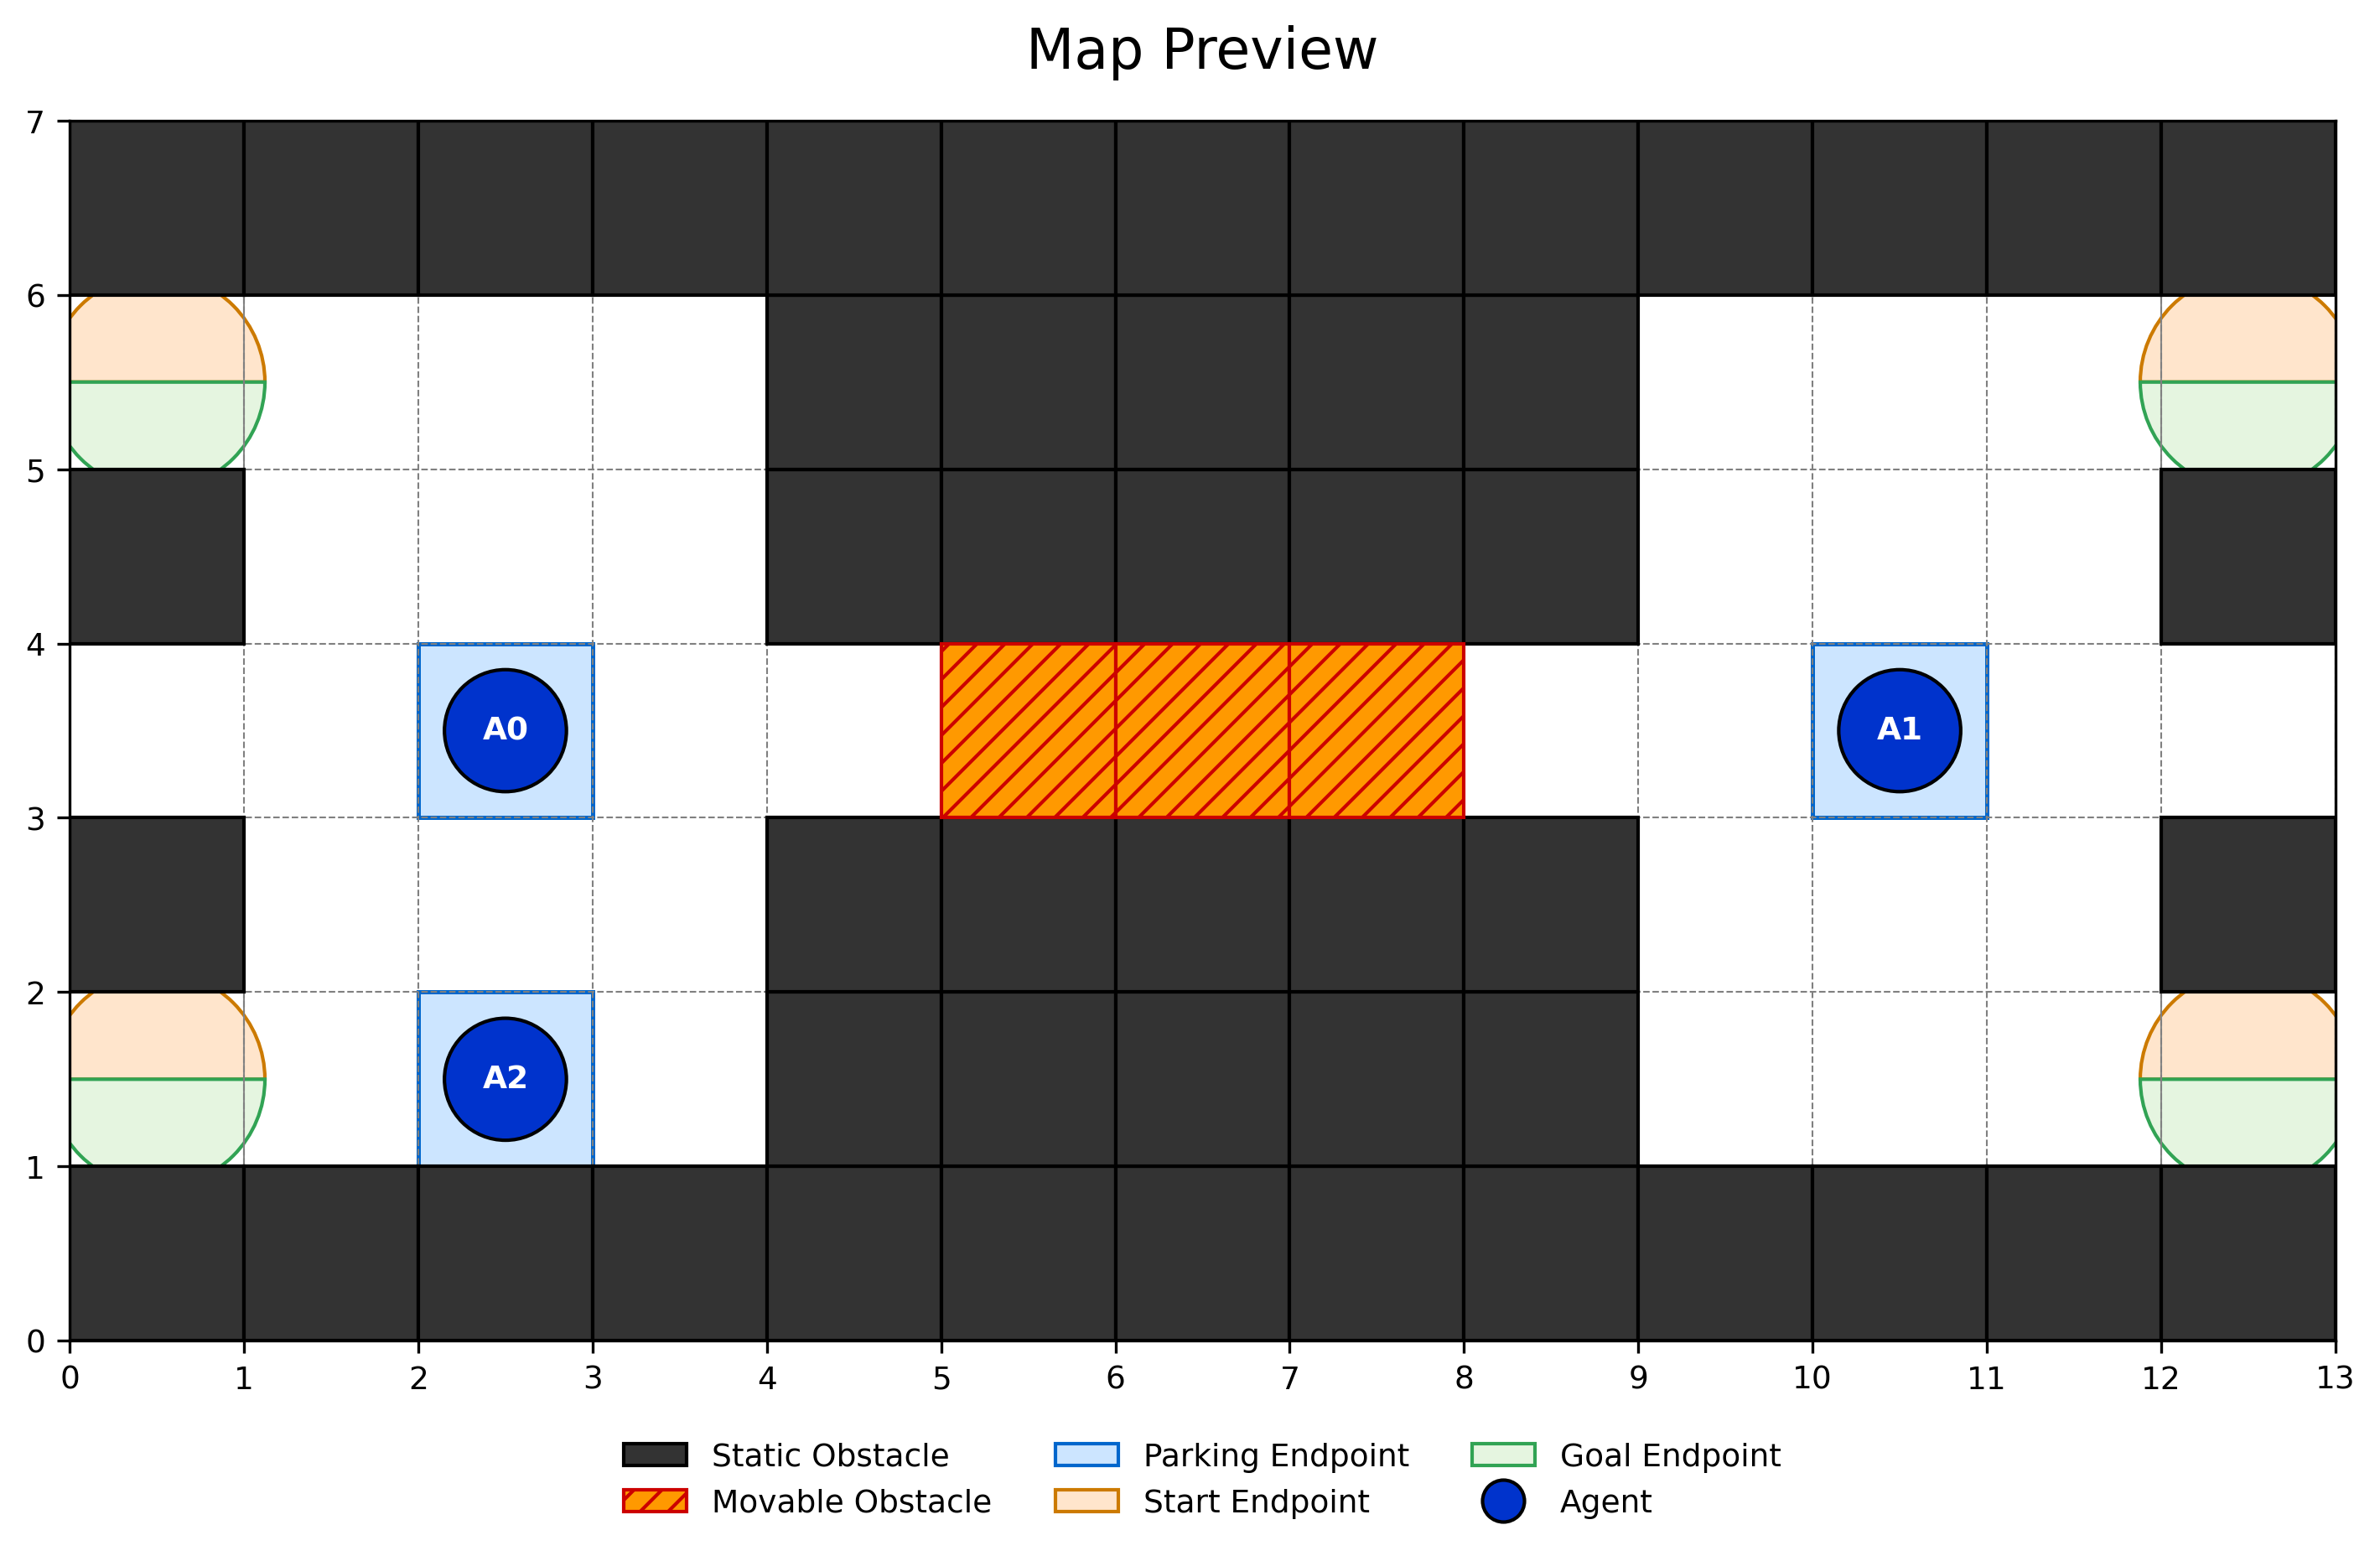 Map Preview
7
6
5
4
3
2
1
0
A0
A1
A2
0 1 2 3 4 5 6 7 8 9 10 11 12 13
Static Obstacle Parking Endpoint Goal Endpoint
Movable Obstacle Start Endpoint Agent